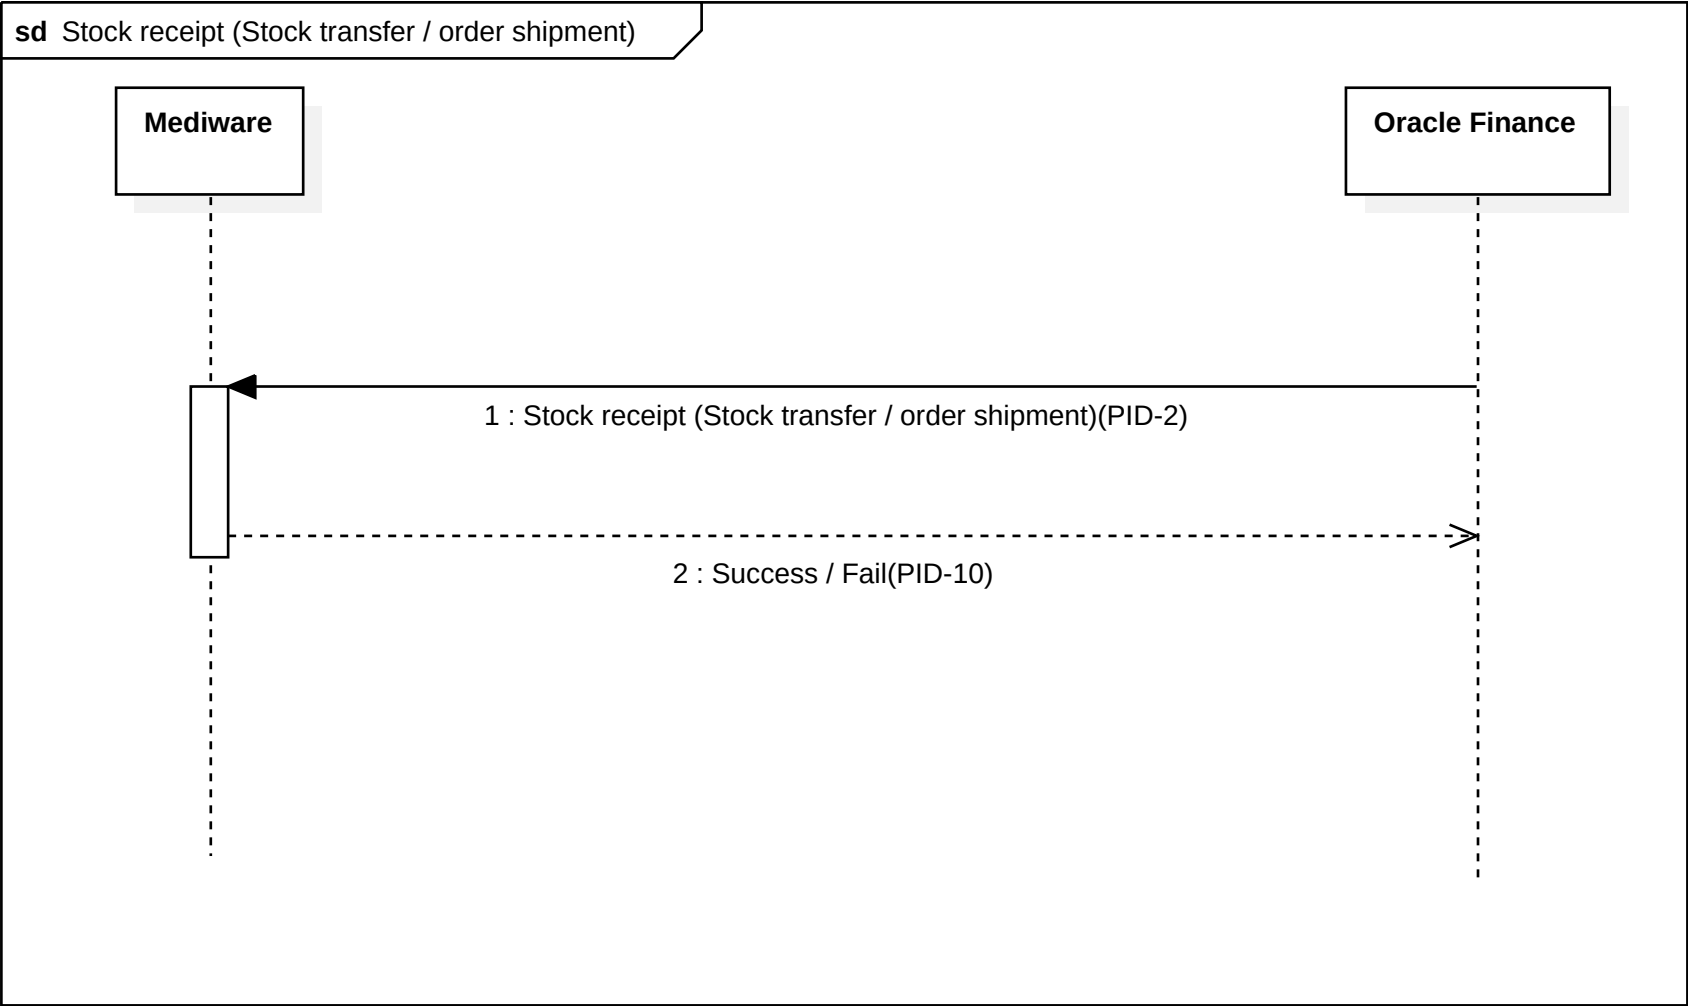 sd Stock receipt (Stock transfer / order shipment)
Mediware
Oracle Finance
1 : Stock receipt (Stock transfer / order shipment)(PID-2)
2 : Success / Fail(PID-10)